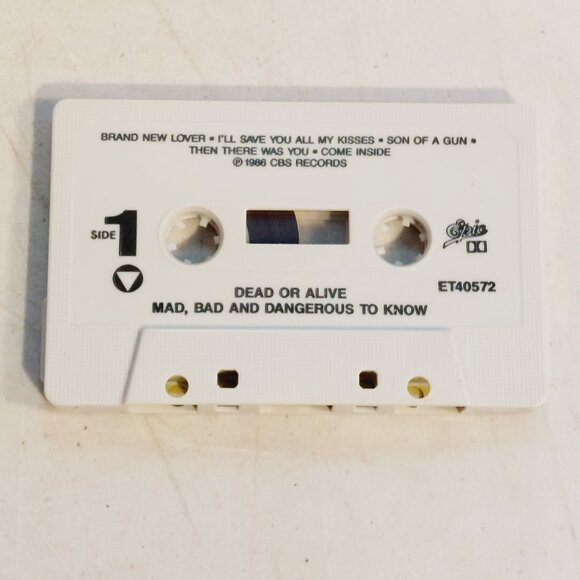 BRAND NEW LOVER • I'LL SAVE YOU ALL MY KISSES • SON OF A GUN •
THEN THERE WAS YOU • COME INSIDE
℗ 1986 CBS RECORDS
SIDE 1
Epic
DEAD OR ALIVE
MAD, BAD AND DANGEROUS TO KNOW
ET40572